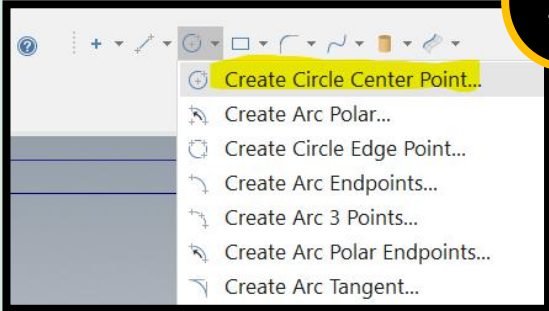 Create Circle Center Point...
Create Arc Polar...
Create Circle Edge Point...
Create Arc Endpoints...
Create Arc 3 Points...
Create Arc Polar Endpoints...
Create Arc Tangent...